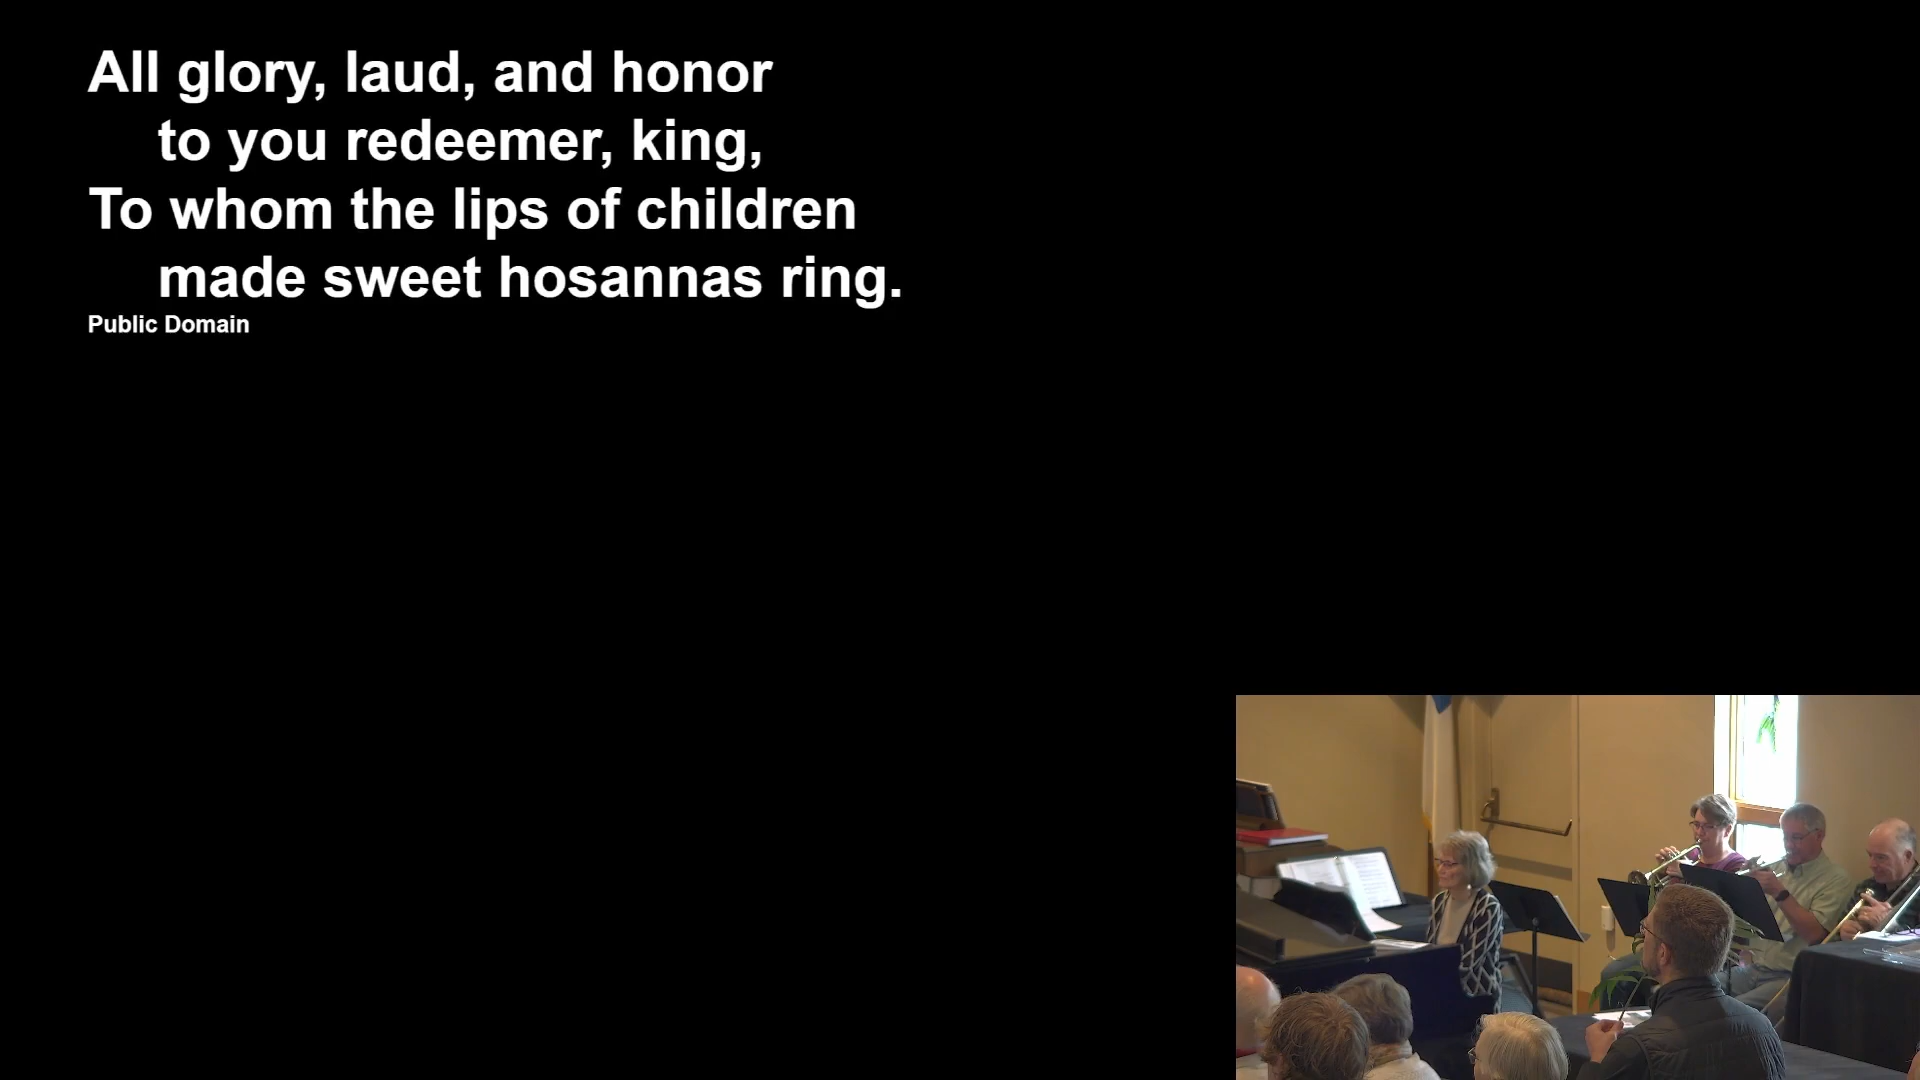 All glory, laud, and honor
to you redeemer, king,
To whom the lips of children
made sweet hosannas ring.
Public Domain